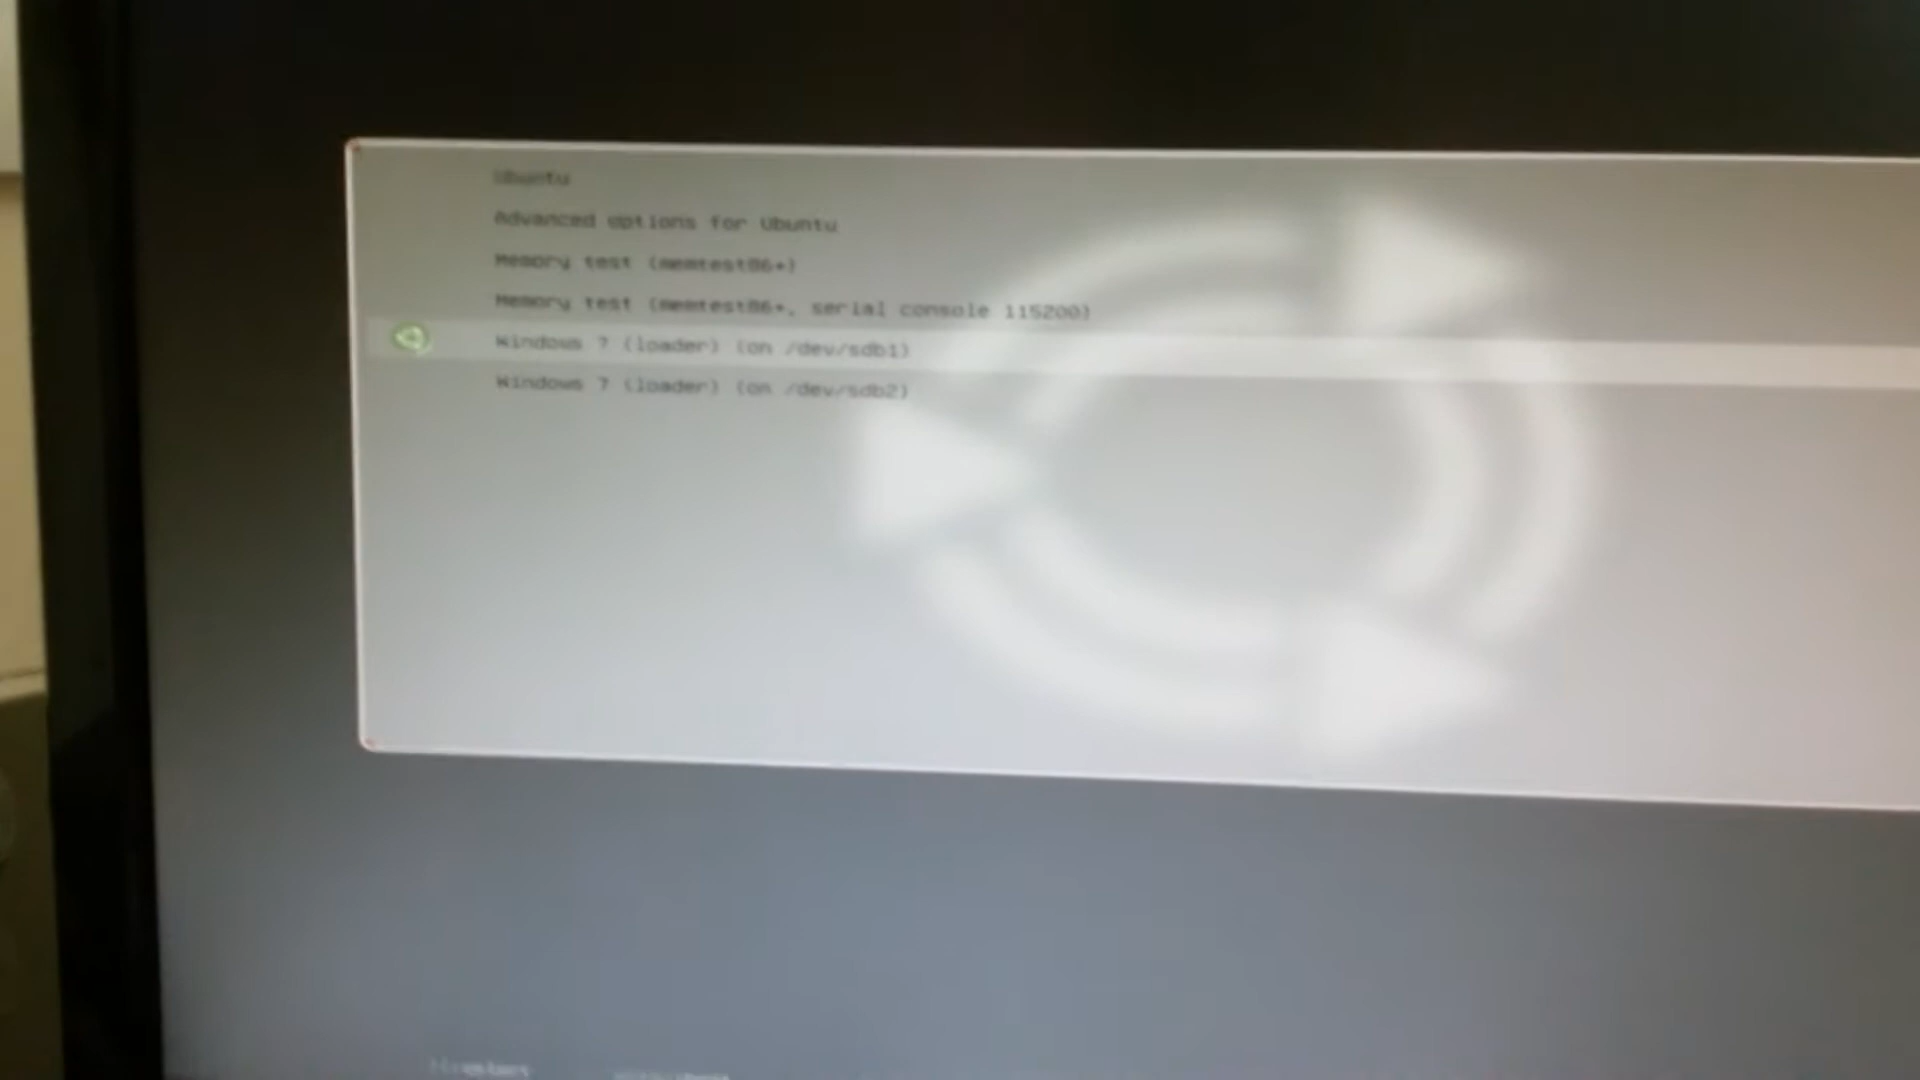 Ubuntu
Advanced options for Ubuntu
Memory test (memtest86+)
Memory test (memtest86+, serial console 115200)
Windows 7 (loader) (on /dev/sdb1)
Windows 7 (loader) (on /dev/sdb2)